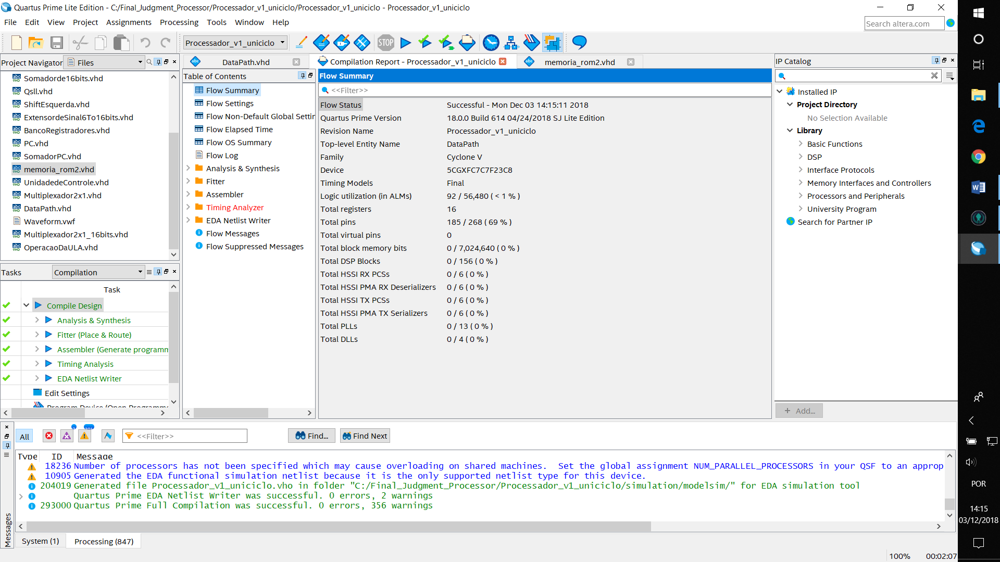 Quartus Prime Lite Edition - C:/Final_Judgment_Processor/Processador_v1_uniciclo/Processador_v1_uniciclo - Processador_v1_uniciclo
File Edit View Project Assignments Processing Tools Window Help
Search altera.com
Processador_v1_uniciclo
STOP
Project Navigator Files
Somadorde16bits.vhd
Qsll.vhd
ShiftEsquerda.vhd
ExtensordeSinal6To16bits.vhd
BancoRegistradores.vhd
PC.vhd
SomadorPC.vhd
memoria_rom2.vhd
UnidadedeControle.vhd
Multiplexador2x1.vhd
DataPath.vhd
Waveform.vwf
Multiplexador2x1_16bits.vhd
OperacaoDaULA.vhd
Tasks Compilation
Task
Compile Design
Analysis & Synthesis
Fitter (Place & Route)
Assembler (Generate programm
Timing Analysis
EDA Netlist Writer
Edit Settings
Program Device (Open Programme
DataPath.vhd
Compilation Report - Processador_v1_uniciclo
memoria_rom2.vhd
Table of Contents
Flow Summary
Flow Settings
Flow Non-Default Global Settin
Flow Elapsed Time
Flow OS Summary
Flow Log
Analysis & Synthesis
Fitter
Assembler
Timing Analyzer
EDA Netlist Writer
Flow Messages
Flow Suppressed Messages
Flow Summary
<<Filter>>
Flow Status Successful - Mon Dec 03 14:15:11 2018
Quartus Prime Version 18.0.0 Build 614 04/24/2018 SJ Lite Edition
Revision Name Processador_v1_uniciclo
Top-level Entity Name DataPath
Family Cyclone V
Device 5CGXFC7C7F23C8
Timing Models Final
Logic utilization (in ALMs) 92 / 56,480 ( < 1 % )
Total registers 16
Total pins 185 / 268 ( 69 % )
Total virtual pins 0
Total block memory bits 0 / 7,024,640 ( 0 % )
Total DSP Blocks 0 / 156 ( 0 % )
Total HSSI RX PCSs 0 / 6 ( 0 % )
Total HSSI PMA RX Deserializers 0 / 6 ( 0 % )
Total HSSI TX PCSs 0 / 6 ( 0 % )
Total HSSI PMA TX Serializers 0 / 6 ( 0 % )
Total PLLs 0 / 13 ( 0 % )
Total DLLs 0 / 4 ( 0 % )
IP Catalog
Installed IP
Project Directory
No Selection Available
Library
Basic Functions
DSP
Interface Protocols
Memory Interfaces and Controllers
Processors and Peripherals
University Program
Search for Partner IP
+ Add...
All
<<Filter>>
Find...
Find Next
Type ID Message
18236 Number of processors has not been specified which may cause overloading on shared machines.  Set the global assignment NUM_PARALLEL_PROCESSORS in your QSF to an approp
10905 Generated the EDA functional simulation netlist because it is the only supported netlist type for this device.
204019 Generated file Processador_v1_uniciclo.vho in folder "C:/Final_Judgment_Processor/Processador_v1_uniciclo/simulation/modelsim/" for EDA simulation tool
Quartus Prime EDA Netlist Writer was successful. 0 errors, 2 warnings
293000 Quartus Prime Full Compilation was successful. 0 errors, 356 warnings
Messages
System (1)
Processing (847)
100% 00:02:07
POR
14:15
03/12/2018